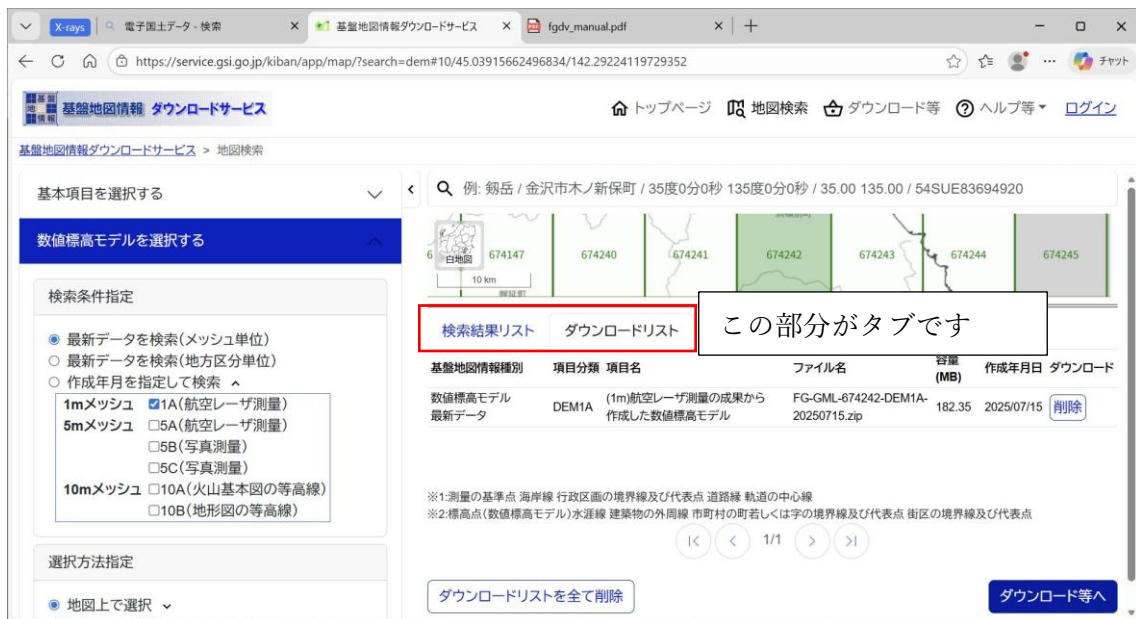 X-rays
電子国土データ - 検索
基盤地図情報ダウンロードサービス
fgdv_manual.pdf
https://service.gsi.go.jp/kiban/app/map/?search=dem#10/45.03915662496834/142.29224119729352
チャット
基盤地図情報 ダウンロードサービス
トップページ 地図検索 ダウンロード等 ヘルプ等 ログイン
基盤地図情報ダウンロードサービス > 地図検索
基本項目を選択する
例: 剱岳 / 金沢市木ノ新保町 / 35度0分0秒 135度0分0秒 / 35.00 135.00 / 54SUE83694920
数値標高モデルを選択する
白地図
674147 674240 674241 674242 674243 674244 674245
10 km
検索条件指定
検索結果リスト ダウンロードリスト
この部分がタブです
最新データを検索(メッシュ単位)
最新データを検索(地方区分単位)
作成年月を指定して検索
1mメッシュ 1A(航空レーザ測量)
5mメッシュ 5A(航空レーザ測量)
5B(写真測量)
5C(写真測量)
10mメッシュ 10A(火山基本図の等高線)
10B(地形図の等高線)
基盤地図情報種別 項目分類 項目名 ファイル名 容量 (MB) 作成年月日 ダウンロード
数値標高モデル
最新データ
DEM1A
(1m)航空レーザ測量の成果から
作成した数値標高モデル
FG-GML-674242-DEM1A-
20250715.zip
182.35 2025/07/15 削除
※1:測量の基準点 海岸線 行政区画の境界線及び代表点 道路縁 軌道の中心線
※2:標高点(数値標高モデル)水涯線 建築物の外周線 市町村の町若しくは字の境界線及び代表点 街区の境界線及び代表点
1/1
選択方法指定
地図上で選択
ダウンロードリストを全て削除
ダウンロード等へ